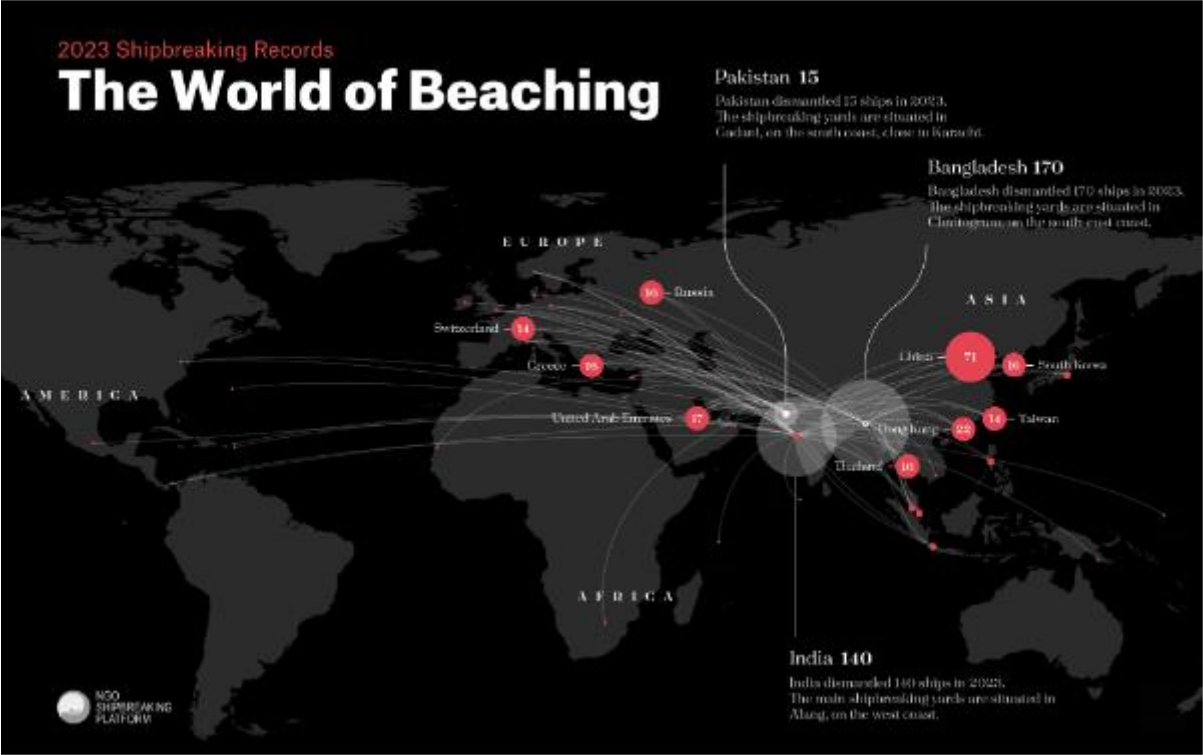 2023 Shipbreaking Records
The World of Beaching
Pakistan 15
Pakistan dismantled 15 ships in 2023.
The shipbreaking yards are situated in
Gadani, on the south coast, close to Karachi.
Bangladesh 170
Bangladesh dismantled 170 ships in 2023.
The shipbreaking yards are situated in
on the south-east coast.
EUROPE
ASIA
Russia
Switzerland 14
China 71
South Korea
Greece
AMERICA
United Arab Emirates 17
Taiwan 14
Hong Kong 22
Thailand
AFRICA
India 140
India dismantled 140 ships in 2023.
The main shipbreaking yards are situated in
Alang, on the west coast.
NGO
SHIPBREAKING
PLATFORM